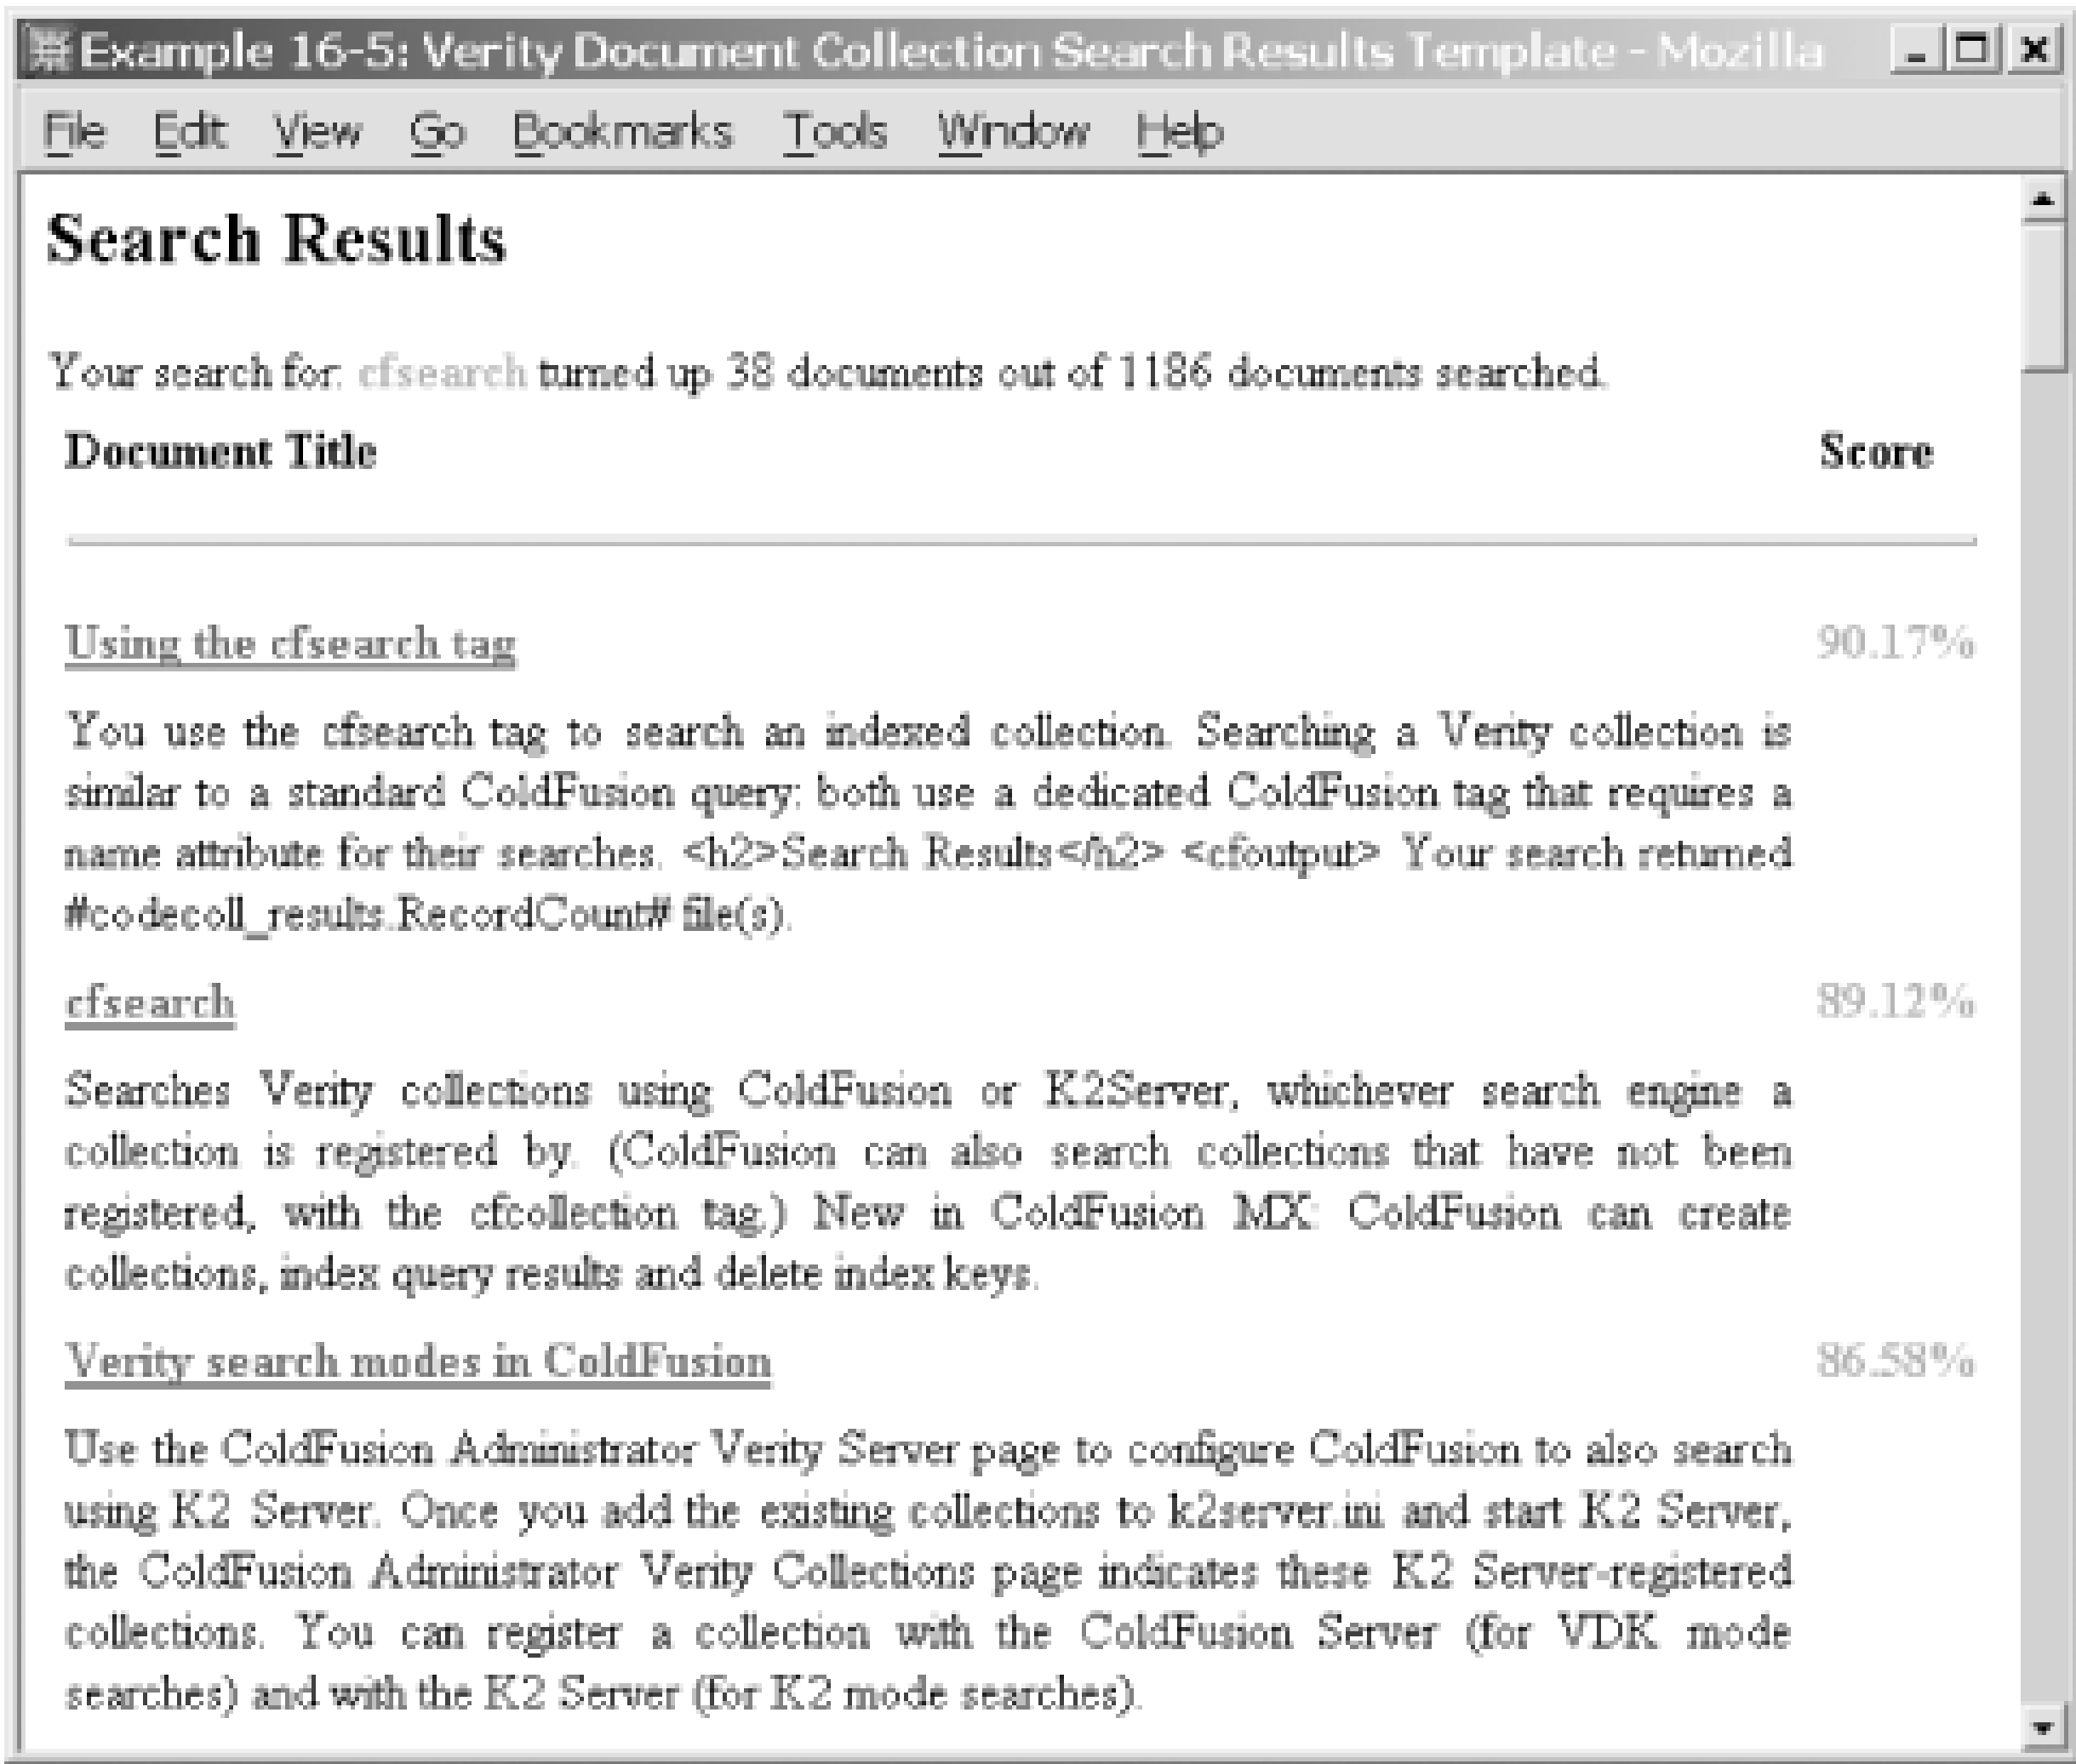 Example 16-5: Verity Document Collection Search Results Template - Mozilla
File Edit View Go Bookmarks Tools Window Help
Search Results
Your search for: cfsearch turned up 38 documents out of 1186 documents searched.
Document Title Score
Using the cfsearch tag 90.17%
You use the cfsearch tag to search an indexed collection. Searching a Verity collection is
similar to a standard ColdFusion query: both use a dedicated ColdFusion tag that requires a
name attribute for their searches. <h2>Search Results</h2> <cfoutput> Your search returned
#codecoll_results.RecordCount# file(s).
cfsearch 89.12%
Searches Verity collections using ColdFusion or K2Server, whichever search engine a
collection is registered by. (ColdFusion can also search collections that have not been
registered, with the cfcollection tag.) New in ColdFusion MX: ColdFusion can create
collections, index query results and delete index keys.
Verity search modes in ColdFusion 86.58%
Use the ColdFusion Administrator Verity Server page to configure ColdFusion to also search
using K2 Server. Once you add the existing collections to k2server.ini and start K2 Server,
the ColdFusion Administrator Verity Collections page indicates these K2 Server-registered
collections. You can register a collection with the ColdFusion Server (for VDK mode
searches) and with the K2 Server (for K2 mode searches).